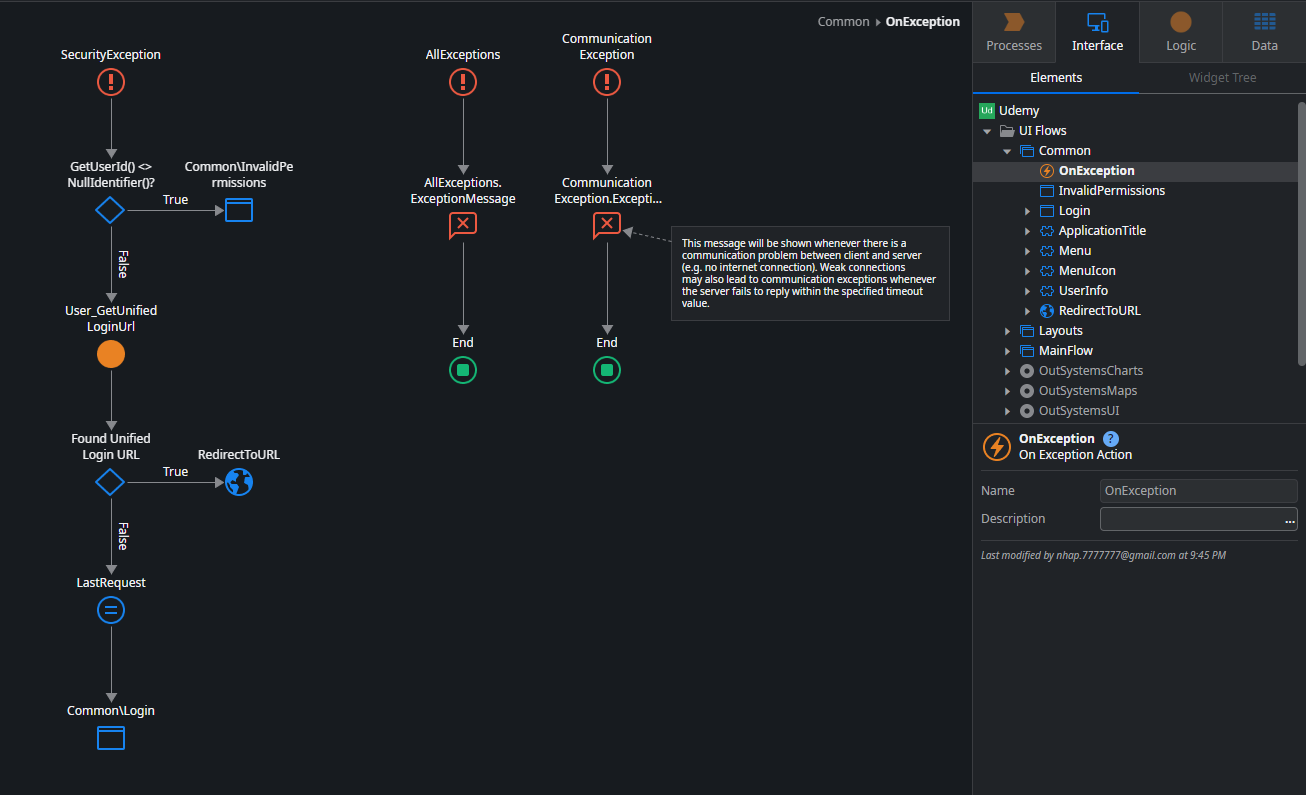 Common ▸ OnException
SecurityException
GetUserId() <>
NullIdentifier()?
True
Common\InvalidPe
rmissions
False
User_GetUnified
LoginUrl
Found Unified
Login URL
True
RedirectToURL
False
LastRequest
Common\Login
AllExceptions
AllExceptions.
ExceptionMessage
End
Communication
Exception
Communication
Exception.Excepti...
This message will be shown whenever there is a
communication problem between client and server
(e.g. no internet connection). Weak connections
may also lead to communication exceptions whenever
the server fails to reply within the specified timeout
value.
End
Processes
Interface
Logic
Data
Elements
Widget Tree
Ud Udemy
UI Flows
Common
OnException
InvalidPermissions
Login
ApplicationTitle
Menu
MenuIcon
UserInfo
RedirectToURL
Layouts
MainFlow
OutSystemsCharts
OutSystemsMaps
OutSystemsUI
OnException ?
On Exception Action
Name OnException
Description ...
Last modified by nhap.7777777@gmail.com at 9:45 PM